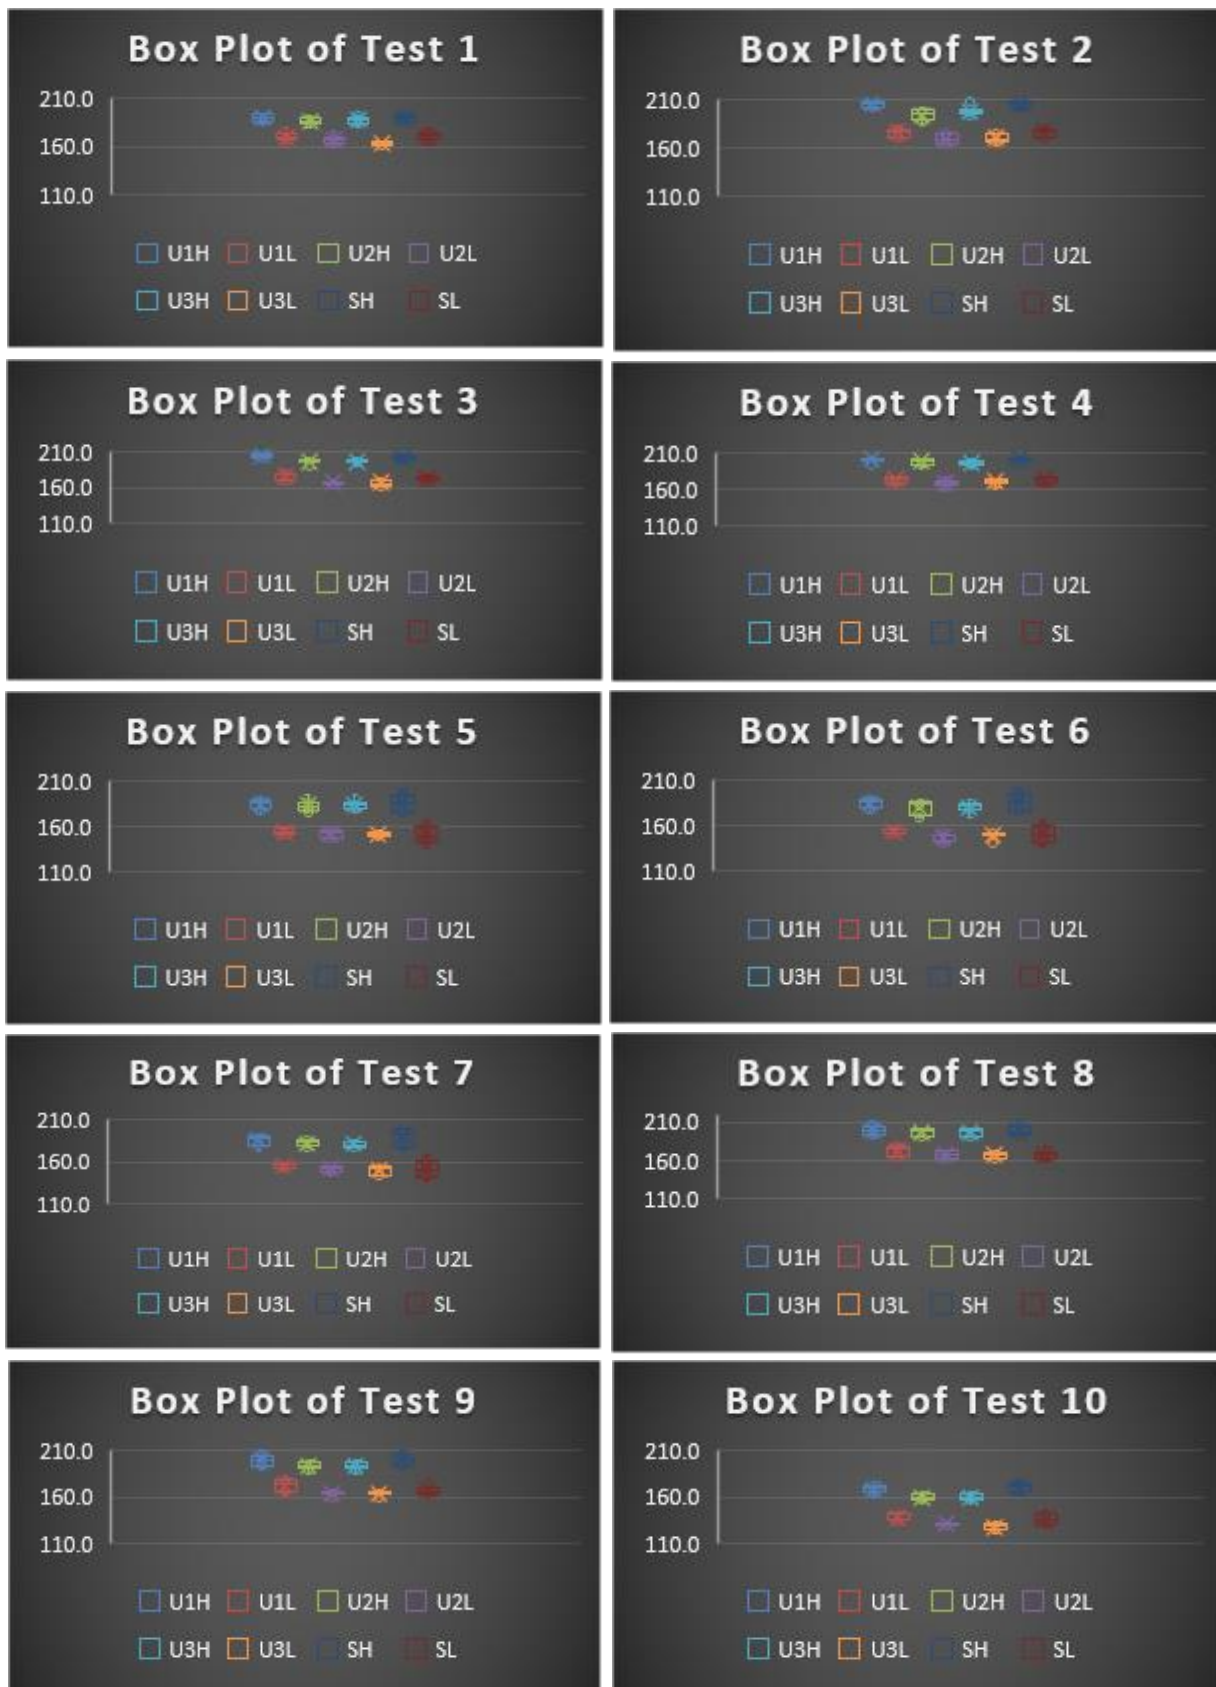 Box Plot of Test 1
210.0
160.0
110.0
U1H U1L U2H U2L
U3H U3L SH SL
Box Plot of Test 2
210.0
160.0
110.0
U1H U1L U2H U2L
U3H U3L SH SL
Box Plot of Test 3
210.0
160.0
110.0
U1H U1L U2H U2L
U3H U3L SH SL
Box Plot of Test 4
210.0
160.0
110.0
U1H U1L U2H U2L
U3H U3L SH SL
Box Plot of Test 5
210.0
160.0
110.0
U1H U1L U2H U2L
U3H U3L SH SL
Box Plot of Test 6
210.0
160.0
110.0
U1H U1L U2H U2L
U3H U3L SH SL
Box Plot of Test 7
210.0
160.0
110.0
U1H U1L U2H U2L
U3H U3L SH SL
Box Plot of Test 8
210.0
160.0
110.0
U1H U1L U2H U2L
U3H U3L SH SL
Box Plot of Test 9
210.0
160.0
110.0
U1H U1L U2H U2L
U3H U3L SH SL
Box Plot of Test 10
210.0
160.0
110.0
U1H U1L U2H U2L
U3H U3L SH SL